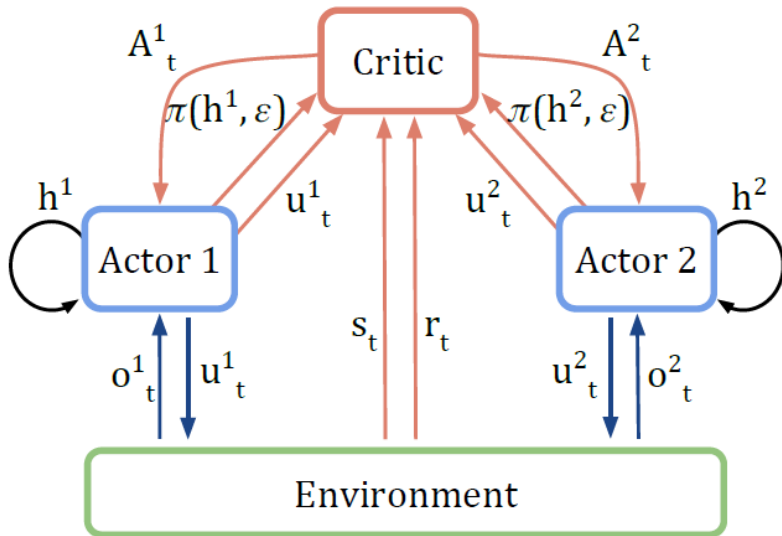 A¹ₜ
Critic
A²ₜ
π(h¹, ε)
π(h², ε)
h¹
u¹ₜ
u²ₜ
h²
Actor 1
Actor 2
sₜ
rₜ
o¹ₜ
u¹ₜ
u²ₜ
o²ₜ
Environment